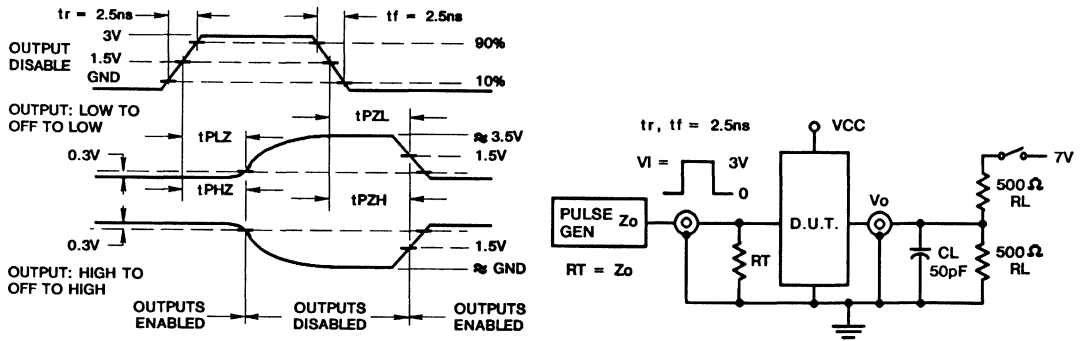 tr = 2.5ns
tf = 2.5ns
3V
90%
OUTPUT
DISABLE
1.5V
GND
10%
OUTPUT: LOW TO
OFF TO LOW
tPLZ
tPZL
≈ 3.5V
0.3V
1.5V
tPHZ
tPZH
0.3V
1.5V
≈ GND
OUTPUT: HIGH TO
OFF TO HIGH
OUTPUTS
ENABLED
OUTPUTS
DISABLED
OUTPUTS
ENABLED
tr, tf = 2.5ns
VI =
3V
0
VCC
7V
500Ω
RL
PULSE
GEN
Zo
D.U.T.
Vo
RT
RT = Zo
CL
50pF
500Ω
RL